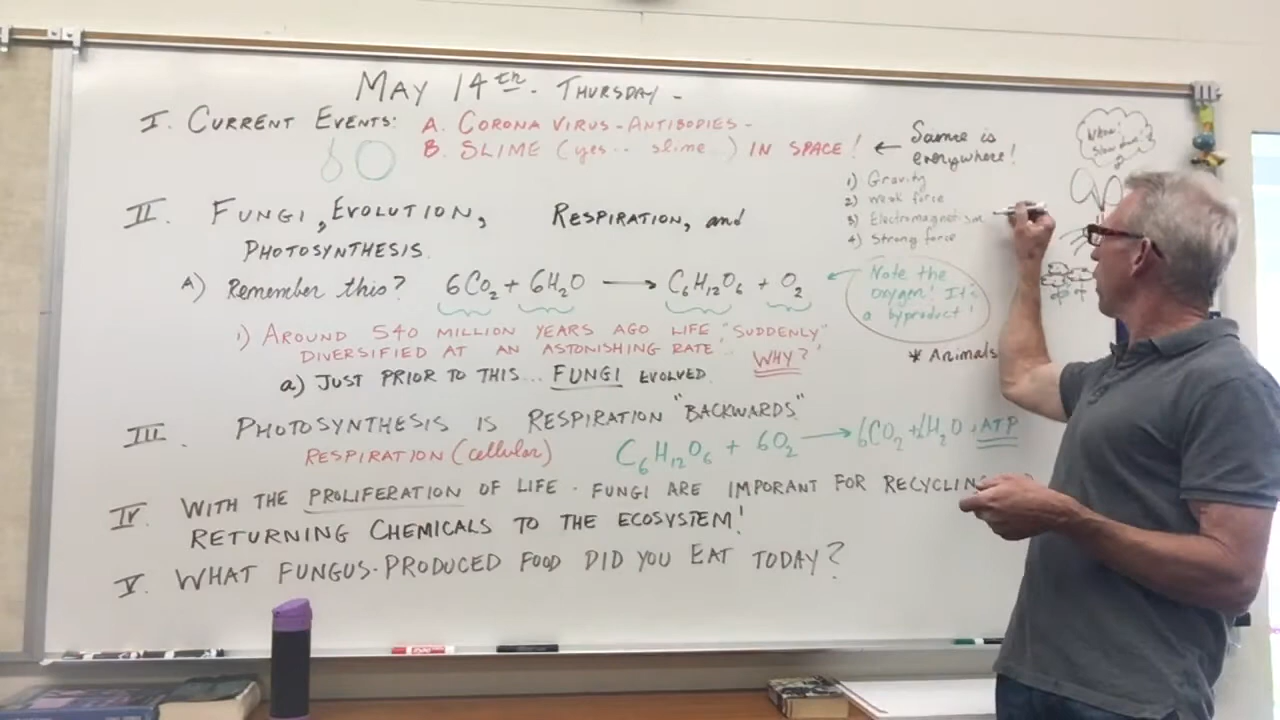 MAY 14th. THURSDAY -
I. CURRENT EVENTS: A. CORONA VIRUS - ANTIBODIES -
B. SLIME (yes... slime...) IN SPACE! ← Same is everywhere!
1) Gravity
2) Weak force
3) Electromagnetism
4) Strong force
Whoa! Slow down!
II. FUNGI, EVOLUTION, RESPIRATION, and
PHOTOSYNTHESIS.
A) Remember this? 6CO₂ + 6H₂O → C₆H₁₂O₆ + O₂
← Note the
oxygen! It's
a byproduct!
1) AROUND 540 MILLION YEARS AGO LIFE, "SUDDENLY"
DIVERSIFIED AT AN ASTONISHING RATE.. WHY?
* Animals
a) JUST PRIOR TO THIS... FUNGI EVOLVED.
III. PHOTOSYNTHESIS IS RESPIRATION "BACKWARDS"
RESPIRATION (cellular) C₆H₁₂O₆ + 6O₂ → 6CO₂ + 6H₂O + ATP
IV. WITH THE PROLIFERATION OF LIFE. FUNGI ARE IMPORANT FOR
RETURNING CHEMICALS TO THE ECOSYSTEM!
V. WHAT FUNGUS-PRODUCED FOOD DID YOU EAT TODAY?